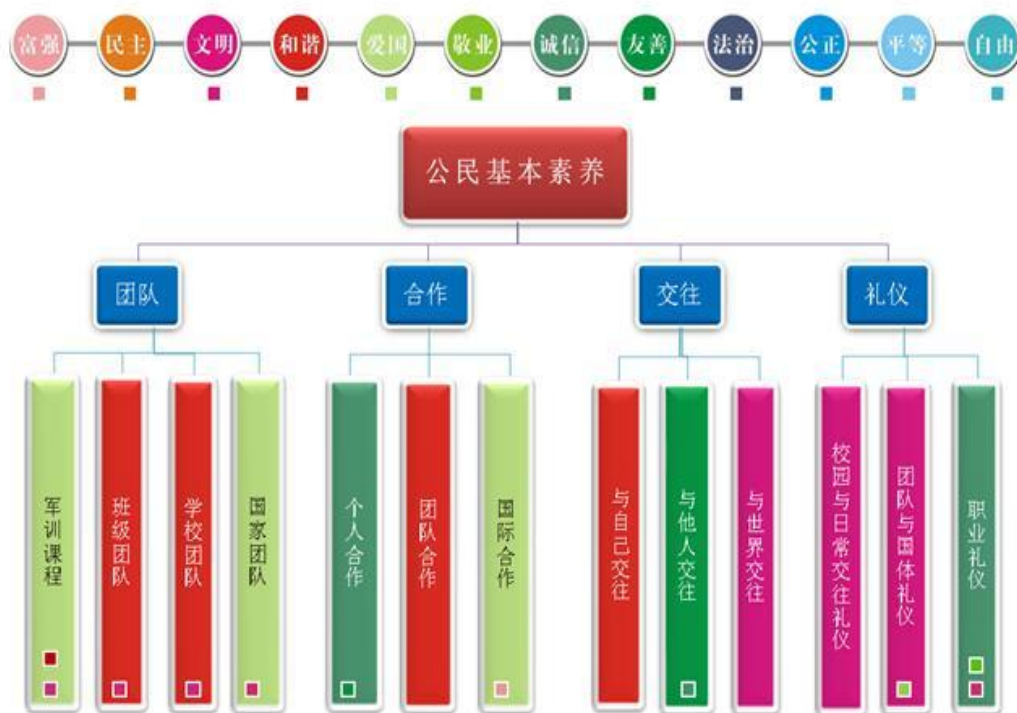 富强 民主 文明 和谐 爱国 敬业 诚信 友善 法治 公正 平等 自由
公民基本素养
团队 合作 交往 礼仪
军训课程
班级团队
学校团队
国家团队
个人合作
团队合作
国际合作
与自己交往
与他人交往
与世界交往
校园与日常交往礼仪
团队与国体礼仪
职业礼仪